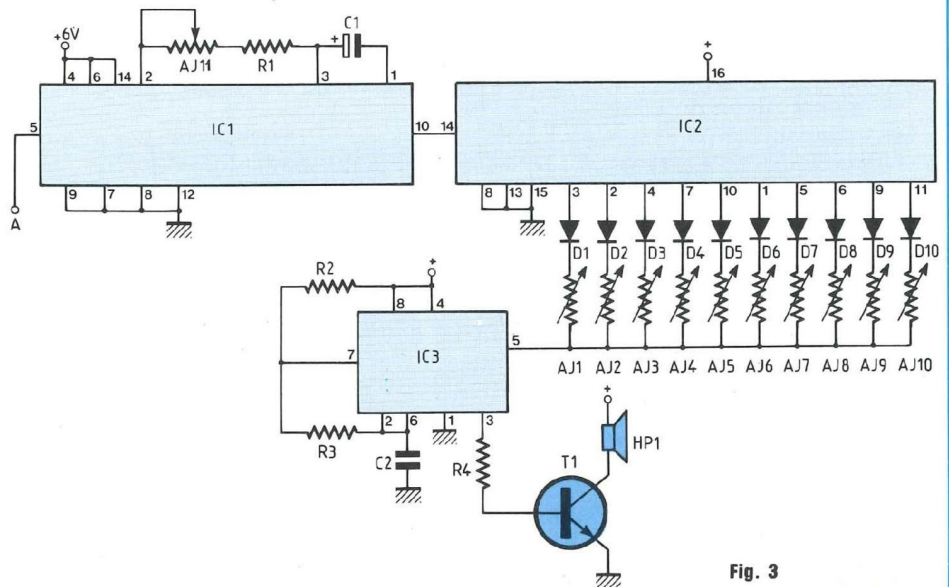 +6V
4 6 14 2 3 1
AJ11 R1 + C1
5 IC1 10
9 7 8 12
A
+
16
14 IC2
8 13 15 3 2 4 7 10 1 5 6 9 11
D1 D2 D3 D4 D5 D6 D7 D8 D9 D10
AJ1 AJ2 AJ3 AJ4 AJ5 AJ6 AJ7 AJ8 AJ9 AJ10
R2 +
8 4
7 IC3 5
2 6 1 3
R3 C2 R4
T1
+
HP1
Fig. 3